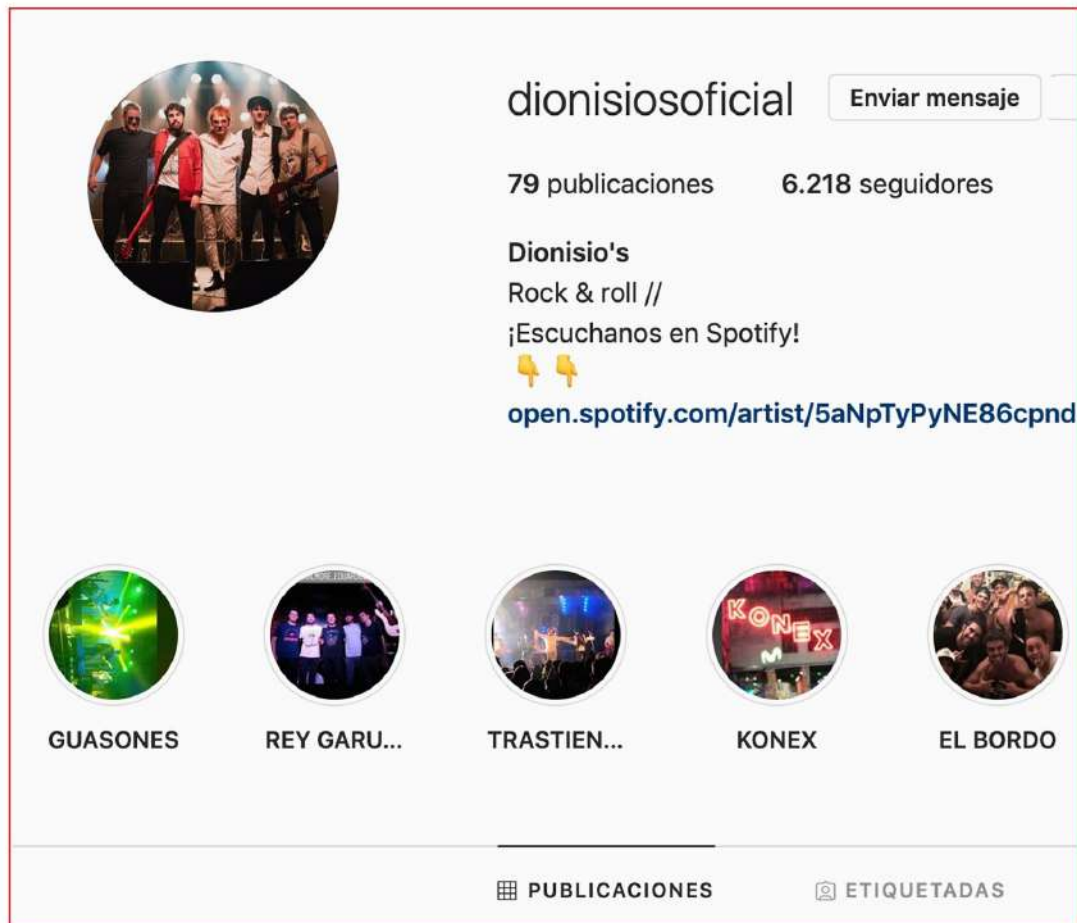 dionisiosoficial Enviar mensaje
79 publicaciones 6.218 seguidores
Dionisio's
Rock & roll //
¡Escuchanos en Spotify!
👇 👇
open.spotify.com/artist/5aNpTyPyNE86cpnd
KONEX
GUASONES REY GARU... TRASTIEN... KONEX EL BORDO
PUBLICACIONES ETIQUETADAS